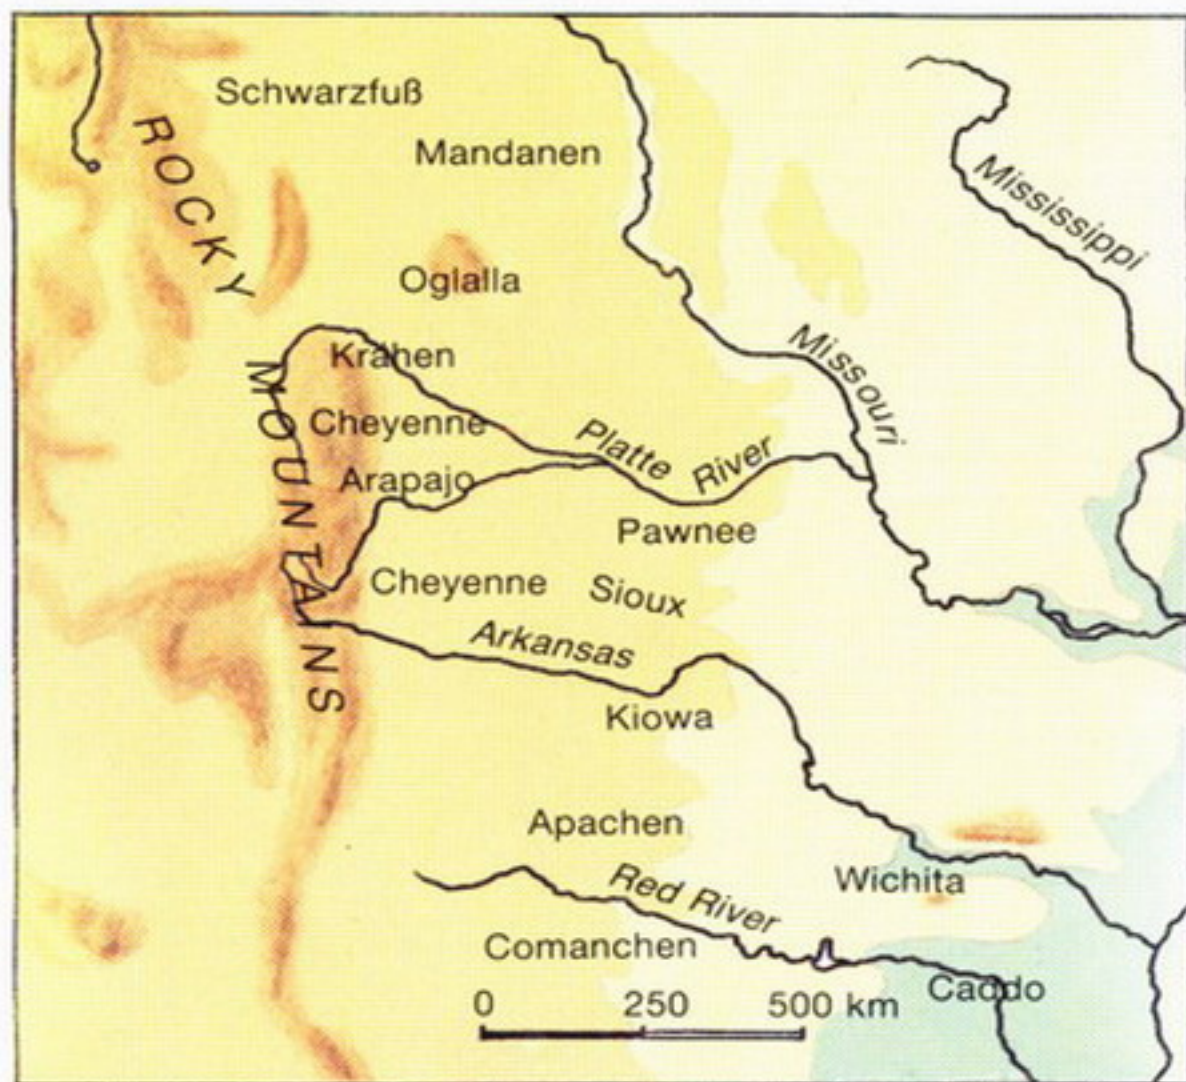 Schwarzfuß
Mandanen
ROCKY
Mississippi
Oglalla
Missouri
Krähen
MOUNTAINS
Cheyenne
Platte River
Arapajo
Pawnee
Cheyenne
Sioux
Arkansas
Kiowa
Apachen
Red River
Wichita
Comanchen
Caddo
0 250 500 km